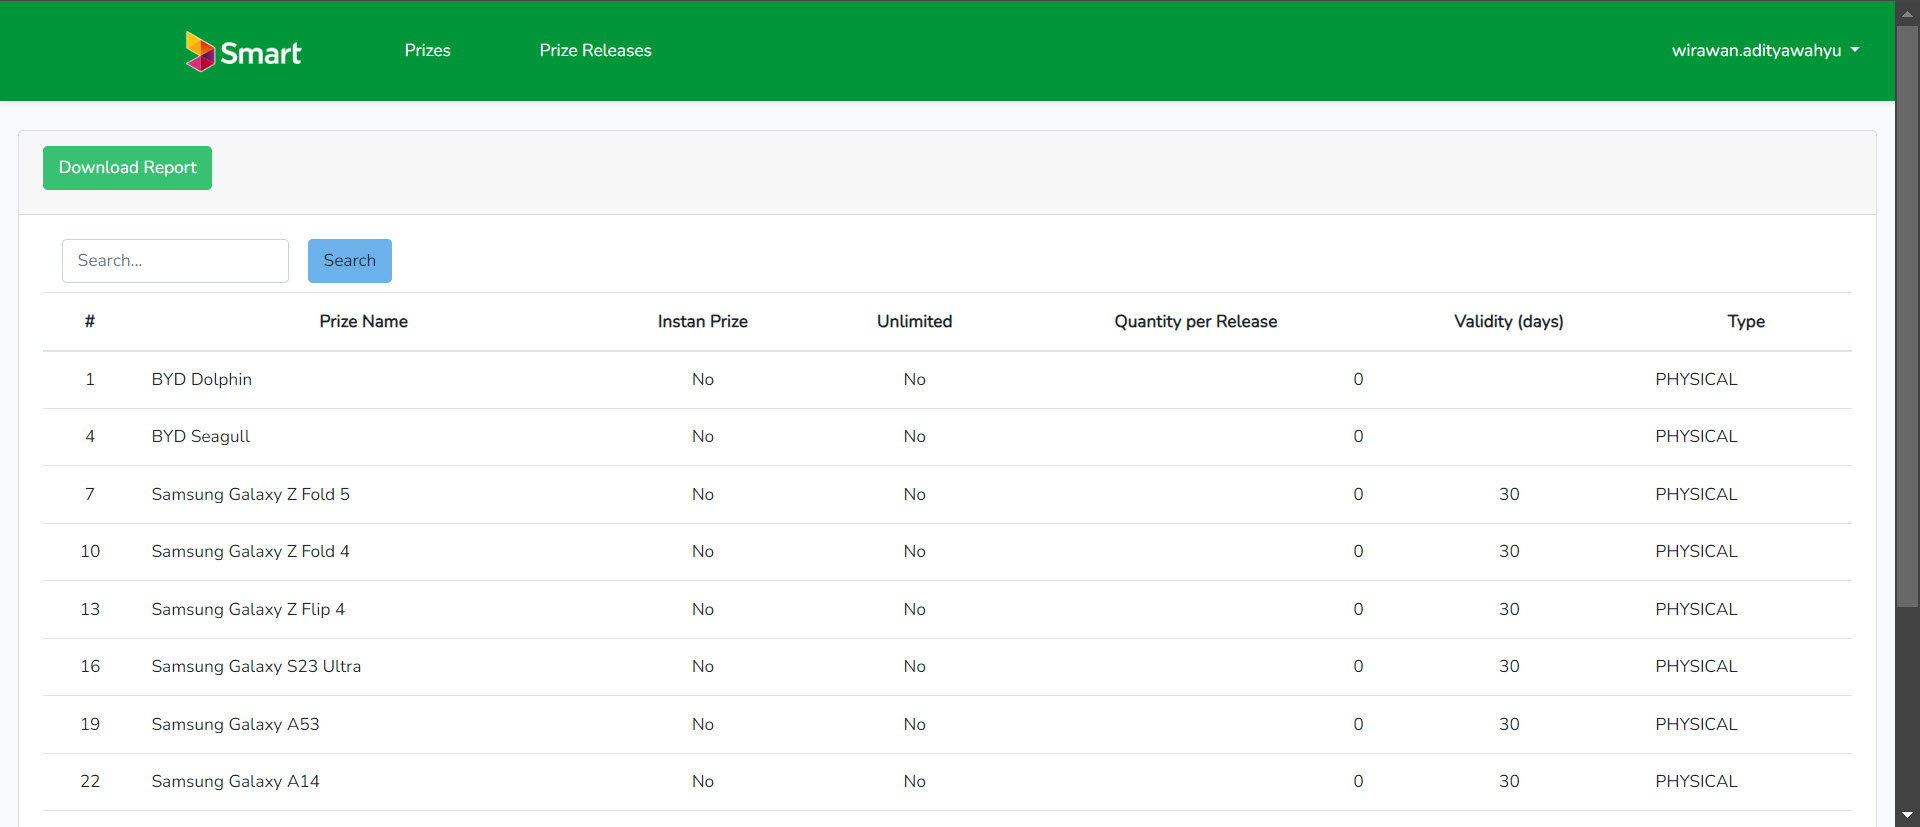 Smart Prizes Prize Releases wirawan.adityawahyu
Download Report
Search... Search
# Prize Name Instan Prize Unlimited Quantity per Release Validity (days) Type
1 BYD Dolphin No No 0 PHYSICAL
4 BYD Seagull No No 0 PHYSICAL
7 Samsung Galaxy Z Fold 5 No No 0 30 PHYSICAL
10 Samsung Galaxy Z Fold 4 No No 0 30 PHYSICAL
13 Samsung Galaxy Z Flip 4 No No 0 30 PHYSICAL
16 Samsung Galaxy S23 Ultra No No 0 30 PHYSICAL
19 Samsung Galaxy A53 No No 0 30 PHYSICAL
22 Samsung Galaxy A14 No No 0 30 PHYSICAL